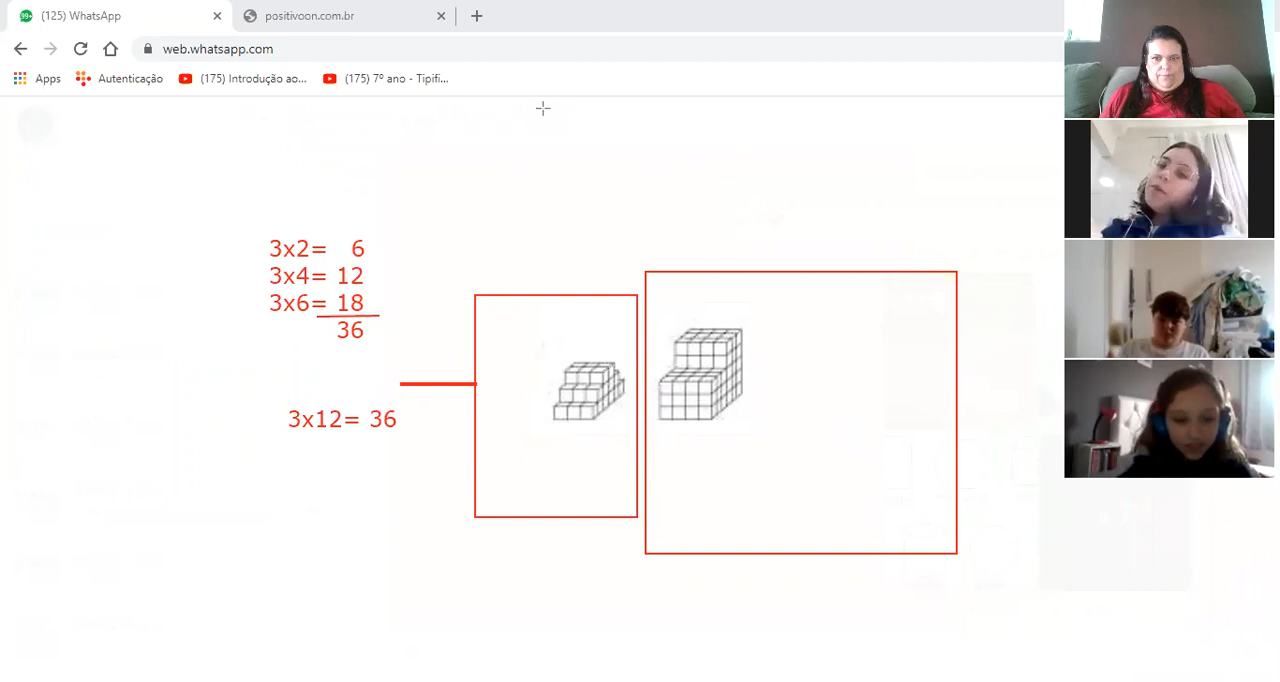 99+ (125) WhatsApp
positivoon.com.br
web.whatsapp.com
Apps
Autenticação
(175) Introdução ao...
(175) 7º ano - Tipifi...
3x2= 6
3x4= 12
3x6= 18
36
3x12= 36